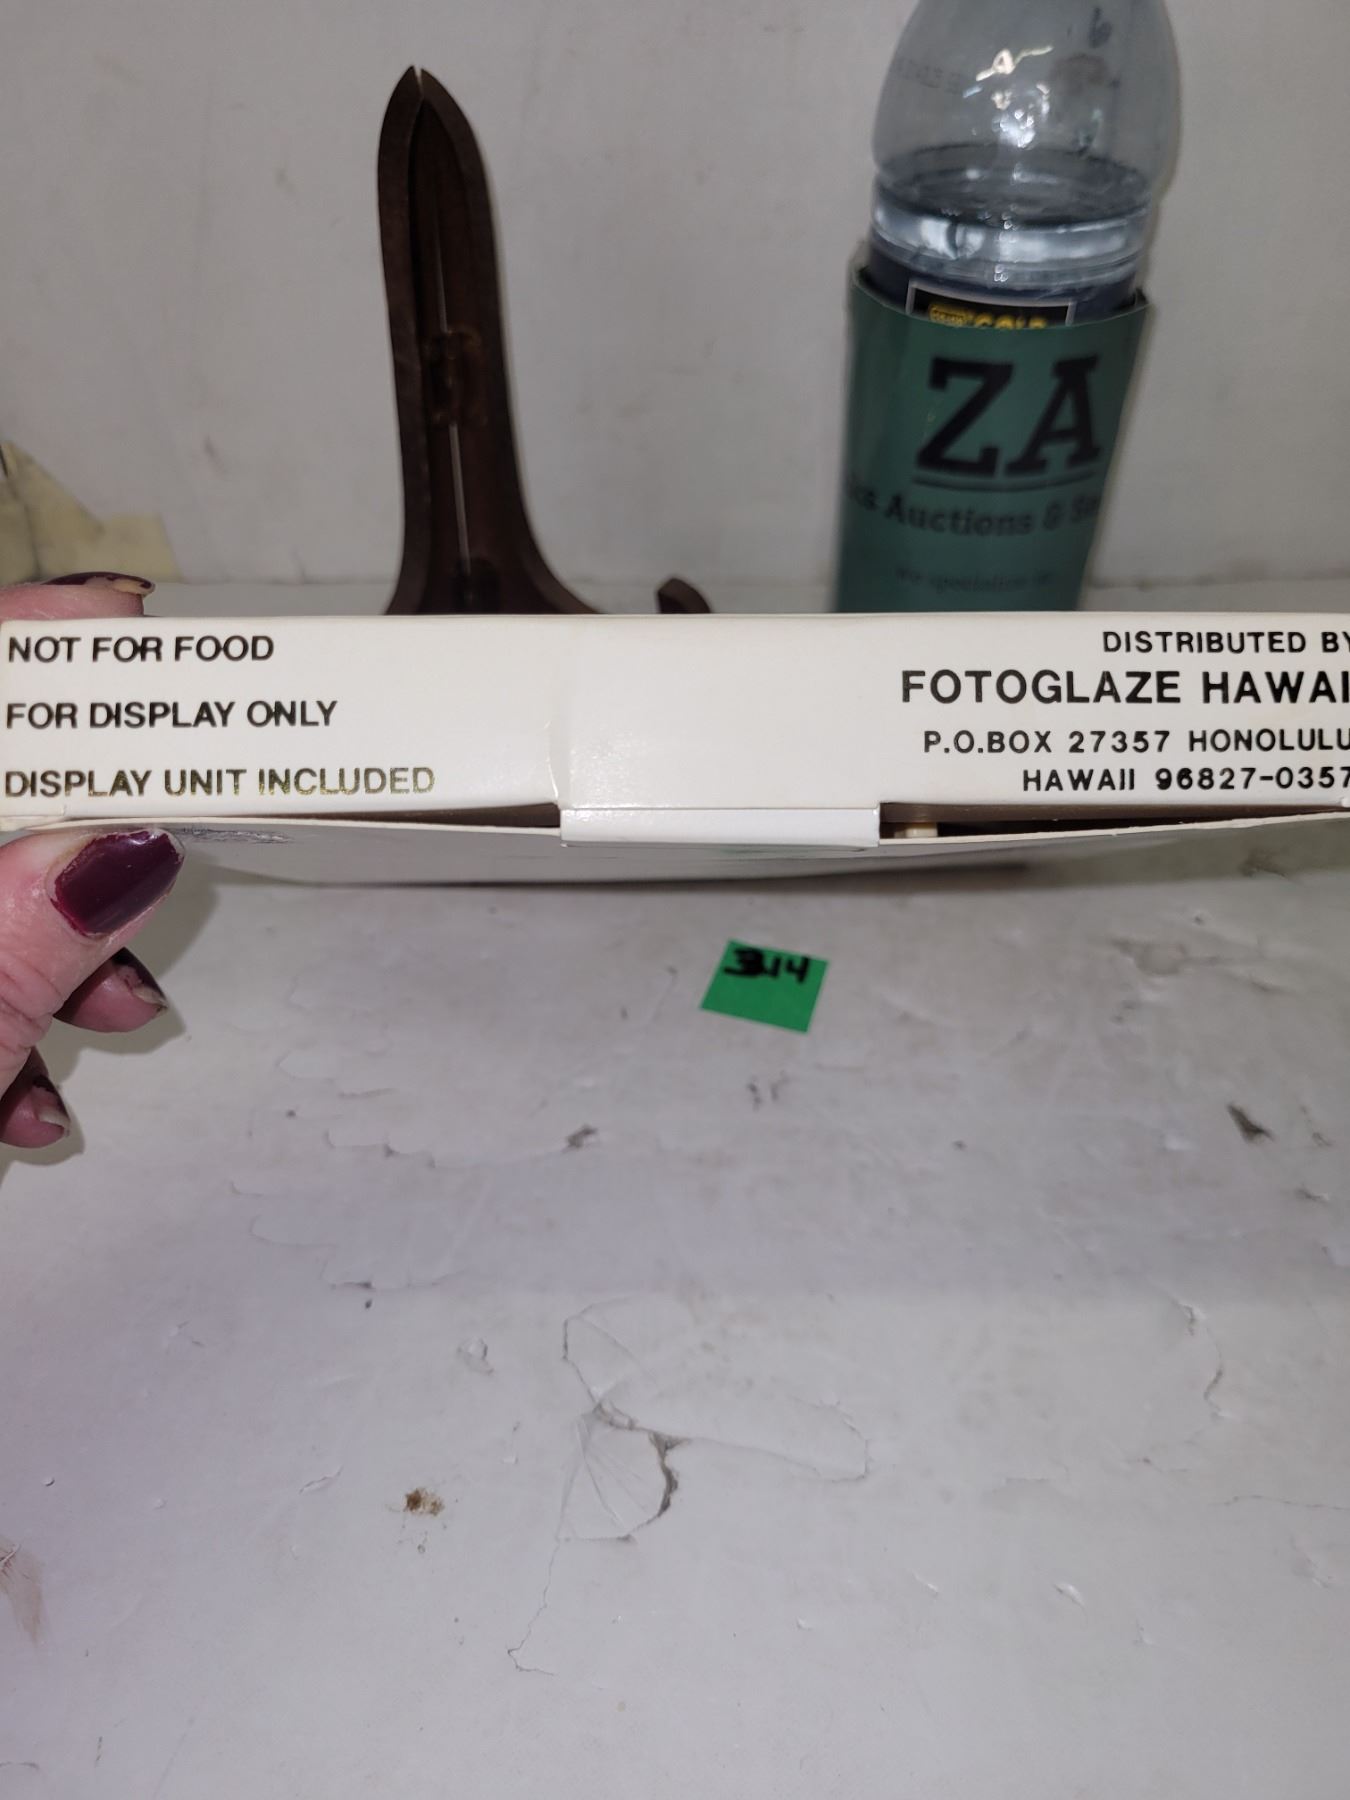 ZA
Auctions &
NOT FOR FOOD
FOR DISPLAY ONLY
DISPLAY UNIT INCLUDED
DISTRIBUTED BY
FOTOGLAZE HAWAI
P.O.BOX 27357 HONOLULU
HAWAII 96827-0357